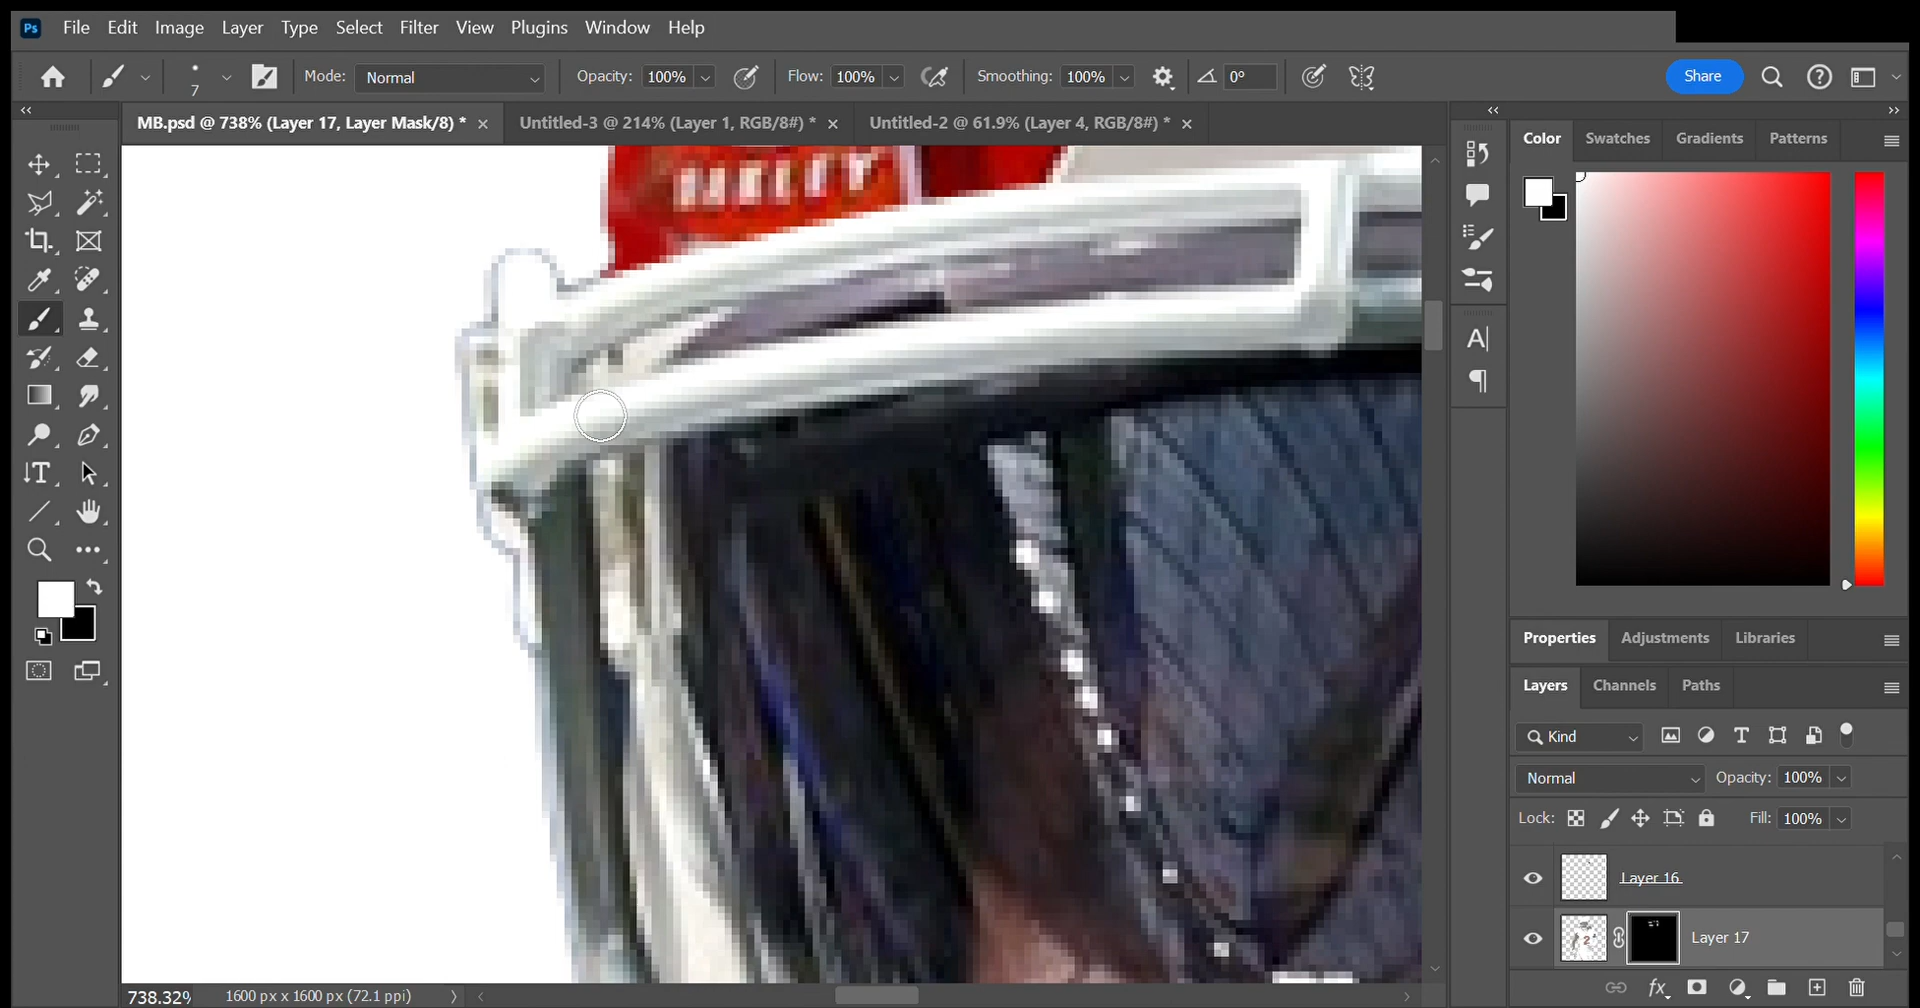 Ps File Edit Image Layer Type Select Filter View Plugins Window Help
7 Mode: Normal Opacity: 100% Flow: 100% Smoothing: 100% 0° Share
MB.psd @ 738% (Layer 17, Layer Mask/8) * × Untitled-3 @ 214% (Layer 1, RGB/8#) * × Untitled-2 @ 61.9% (Layer 4, RGB/8#) * ×
Color Swatches Gradients Patterns
Properties Adjustments Libraries
Layers Channels Paths
Kind
Normal Opacity: 100%
Lock: Fill: 100%
Layer 16
Layer 17
738.32% 1600 px x 1600 px (72.1 ppi)